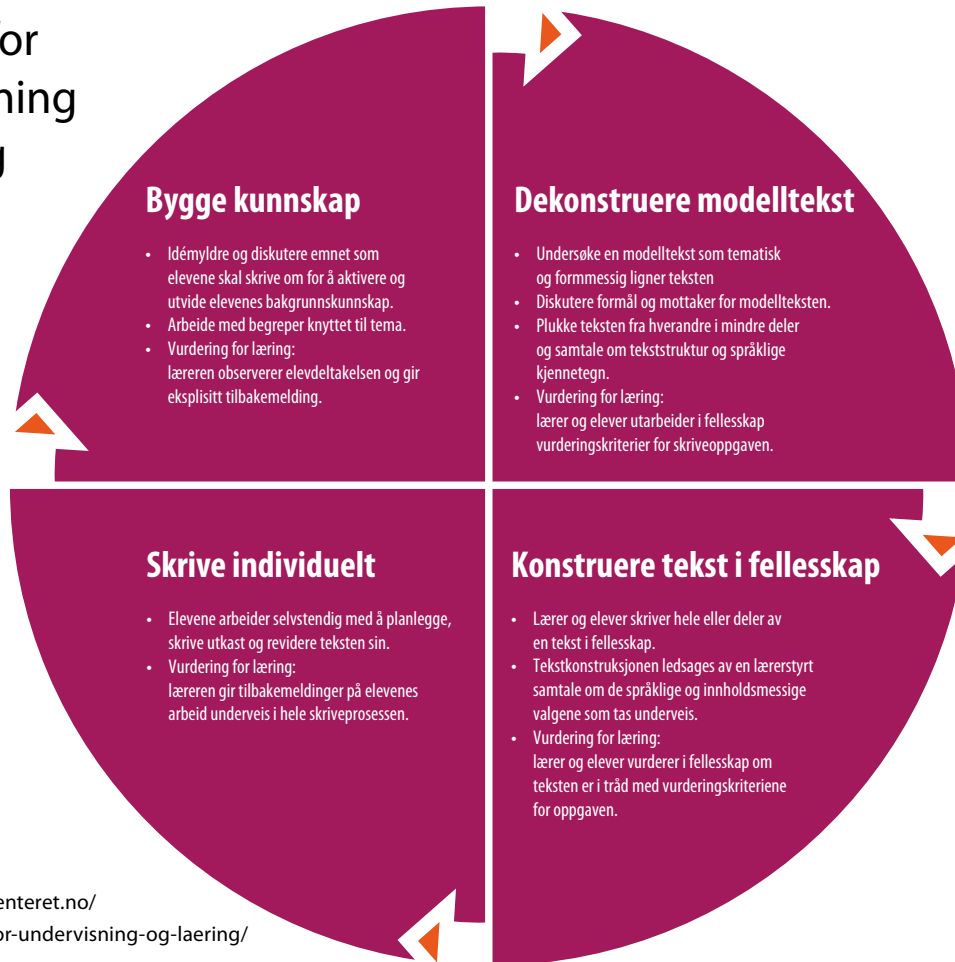 for
ning
g
Bygge kunnskap
• Idémyldre og diskutere emnet som
elevene skal skrive om for å aktivere og
utvide elevenes bakgrunnskunnskap.
• Arbeide med begreper knyttet til tema.
• Vurdering for læring:
læreren observerer elevdeltakelsen og gir
eksplisitt tilbakemelding.
Dekonstruere modelltekst
• Undersøke en modelltekst som tematisk
og formmessig ligner teksten
• Diskutere formål og mottaker for modellteksten.
• Plukke teksten fra hverandre i mindre deler
og samtale om tekststruktur og språklige
kjennetegn.
• Vurdering for læring:
lærer og elever utarbeider i fellesskap
vurderingskriterier for skriveoppgaven.
Skrive individuelt
• Elevene arbeider selvstendig med å planlegge,
skrive utkast og revidere teksten sin.
• Vurdering for læring:
læreren gir tilbakemeldinger på elevenes
arbeid underveis i hele skriveprosessen.
Konstruere tekst i fellesskap
• Lærer og elever skriver hele eller deler av
en tekst i fellesskap.
• Tekstkonstruksjonen ledsages av en lærerstyrt
samtale om de språklige og innholdsmessige
valgene som tas underveis.
• Vurdering for læring:
lærer og elever vurderer i fellesskap om
teksten er i tråd med vurderingskriteriene
for oppgaven.
enteret.no/
or-undervisning-og-laering/